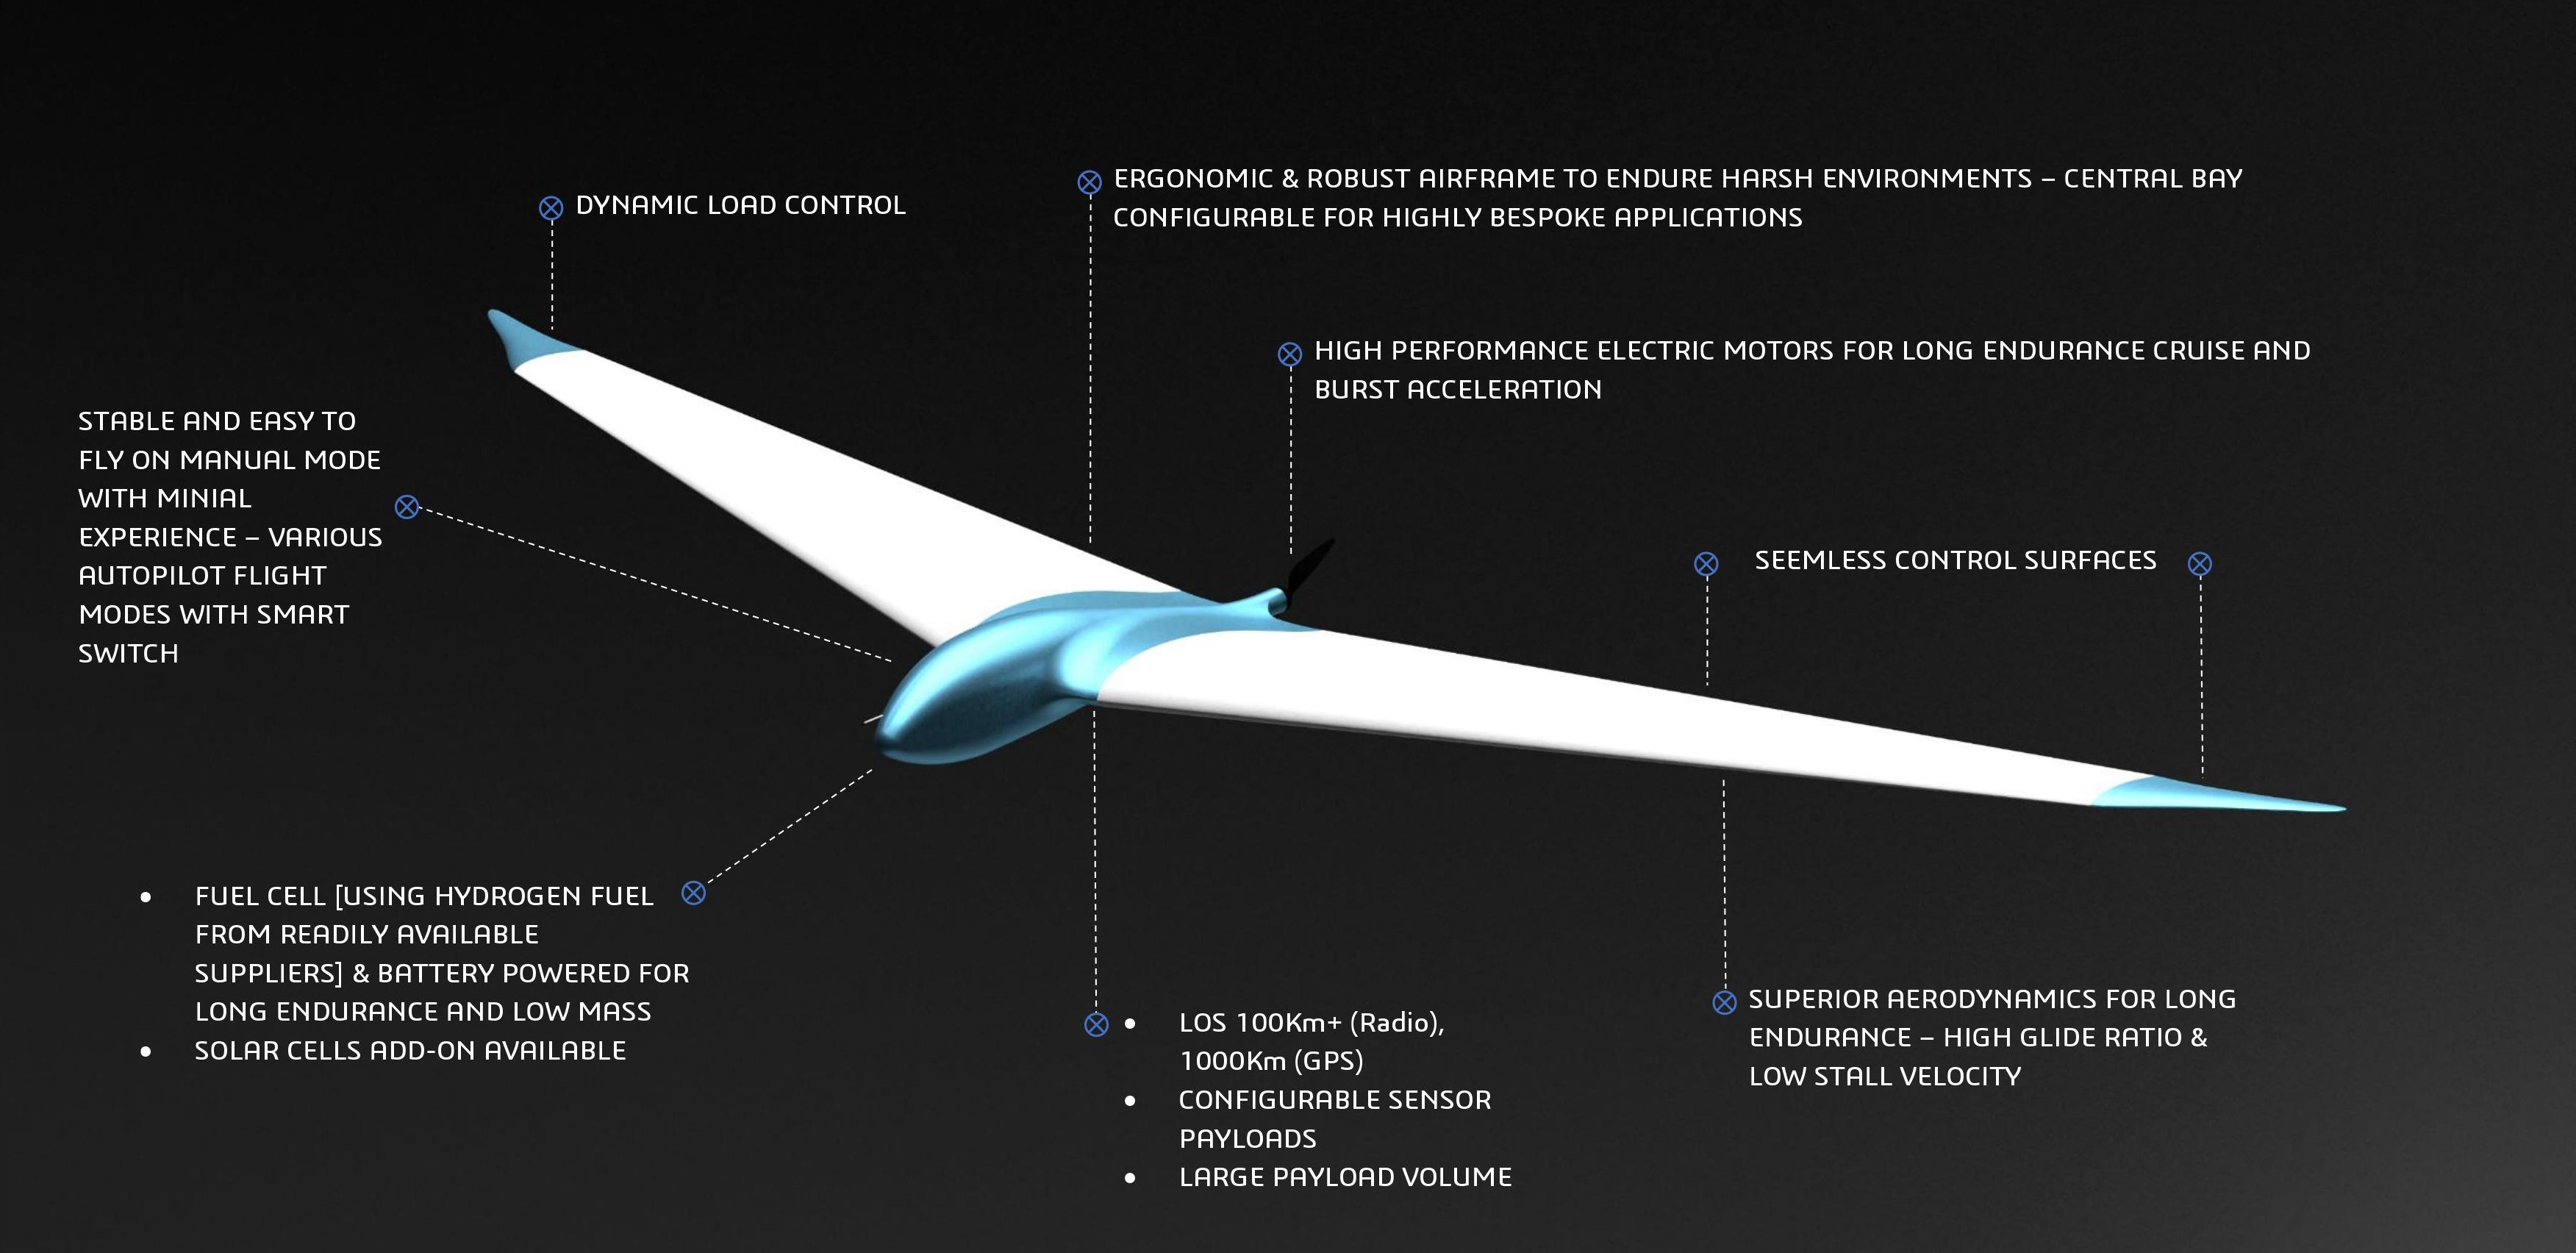 DYNAMIC LOAD CONTROL
ERGONOMIC & ROBUST AIRFRAME TO ENDURE HARSH ENVIRONMENTS – CENTRAL BAY
CONFIGURABLE FOR HIGHLY BESPOKE APPLICATIONS
HIGH PERFORMANCE ELECTRIC MOTORS FOR LONG ENDURANCE CRUISE AND
BURST ACCELERATION
STABLE AND EASY TO
FLY ON MANUAL MODE
WITH MINIAL
EXPERIENCE – VARIOUS
AUTOPILOT FLIGHT
MODES WITH SMART
SWITCH
SEEMLESS CONTROL SURFACES
• FUEL CELL [USING HYDROGEN FUEL
FROM READILY AVAILABLE
SUPPLIERS] & BATTERY POWERED FOR
LONG ENDURANCE AND LOW MASS
• SOLAR CELLS ADD-ON AVAILABLE
• LOS 100Km+ (Radio),
1000Km (GPS)
• CONFIGURABLE SENSOR
PAYLOADS
• LARGE PAYLOAD VOLUME
SUPERIOR AERODYNAMICS FOR LONG
ENDURANCE – HIGH GLIDE RATIO &
LOW STALL VELOCITY